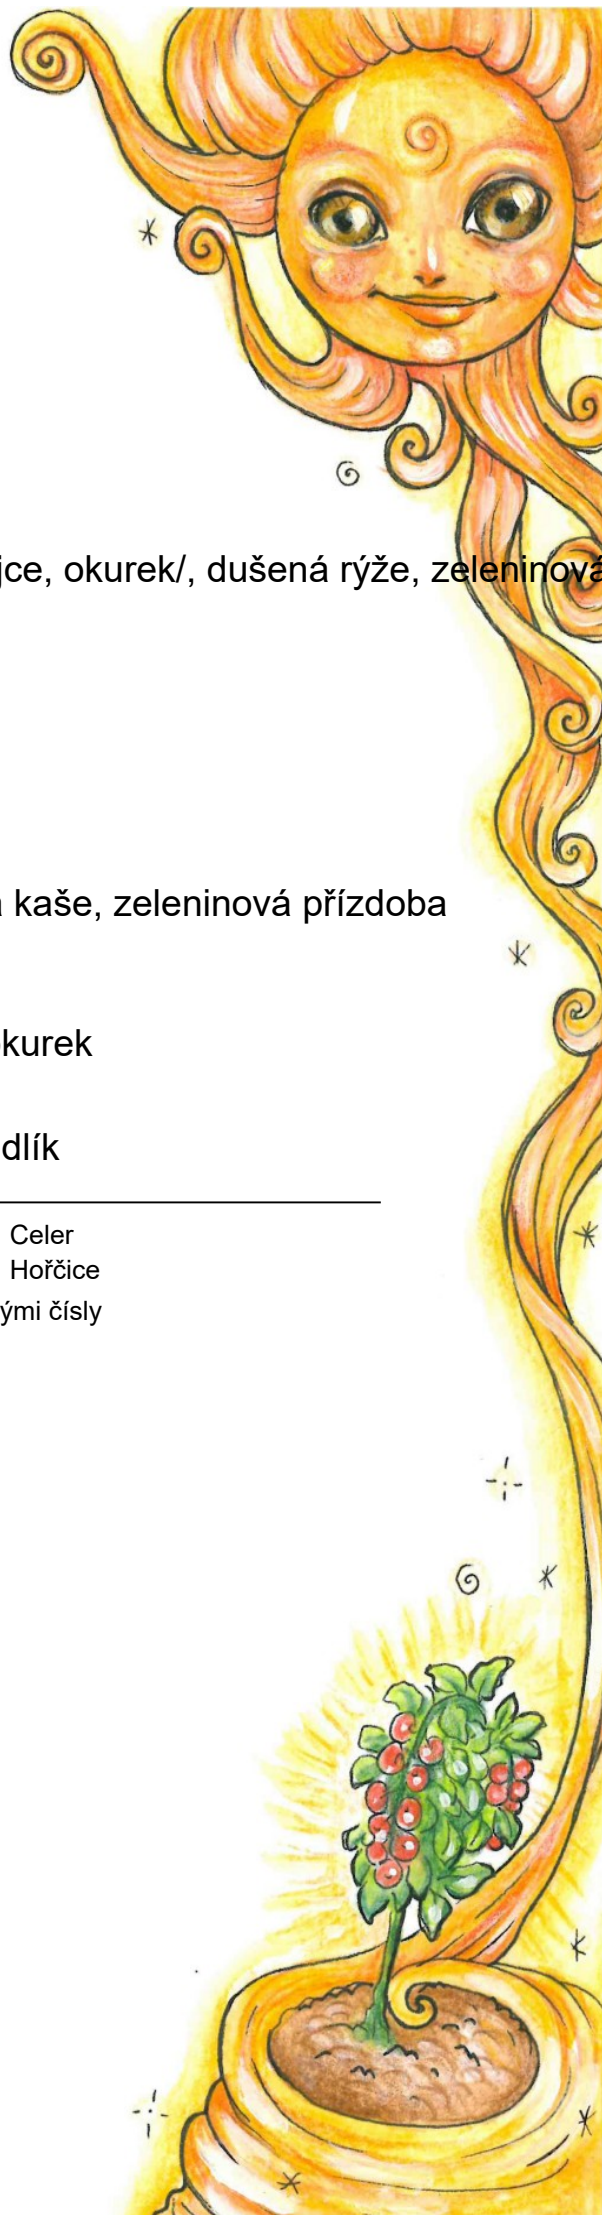 jce, okurek/, dušená rýže, zeleninová
kaše, zeleninová přízdoba
kurek
dlík
Celer
Hořčice
ými čísly